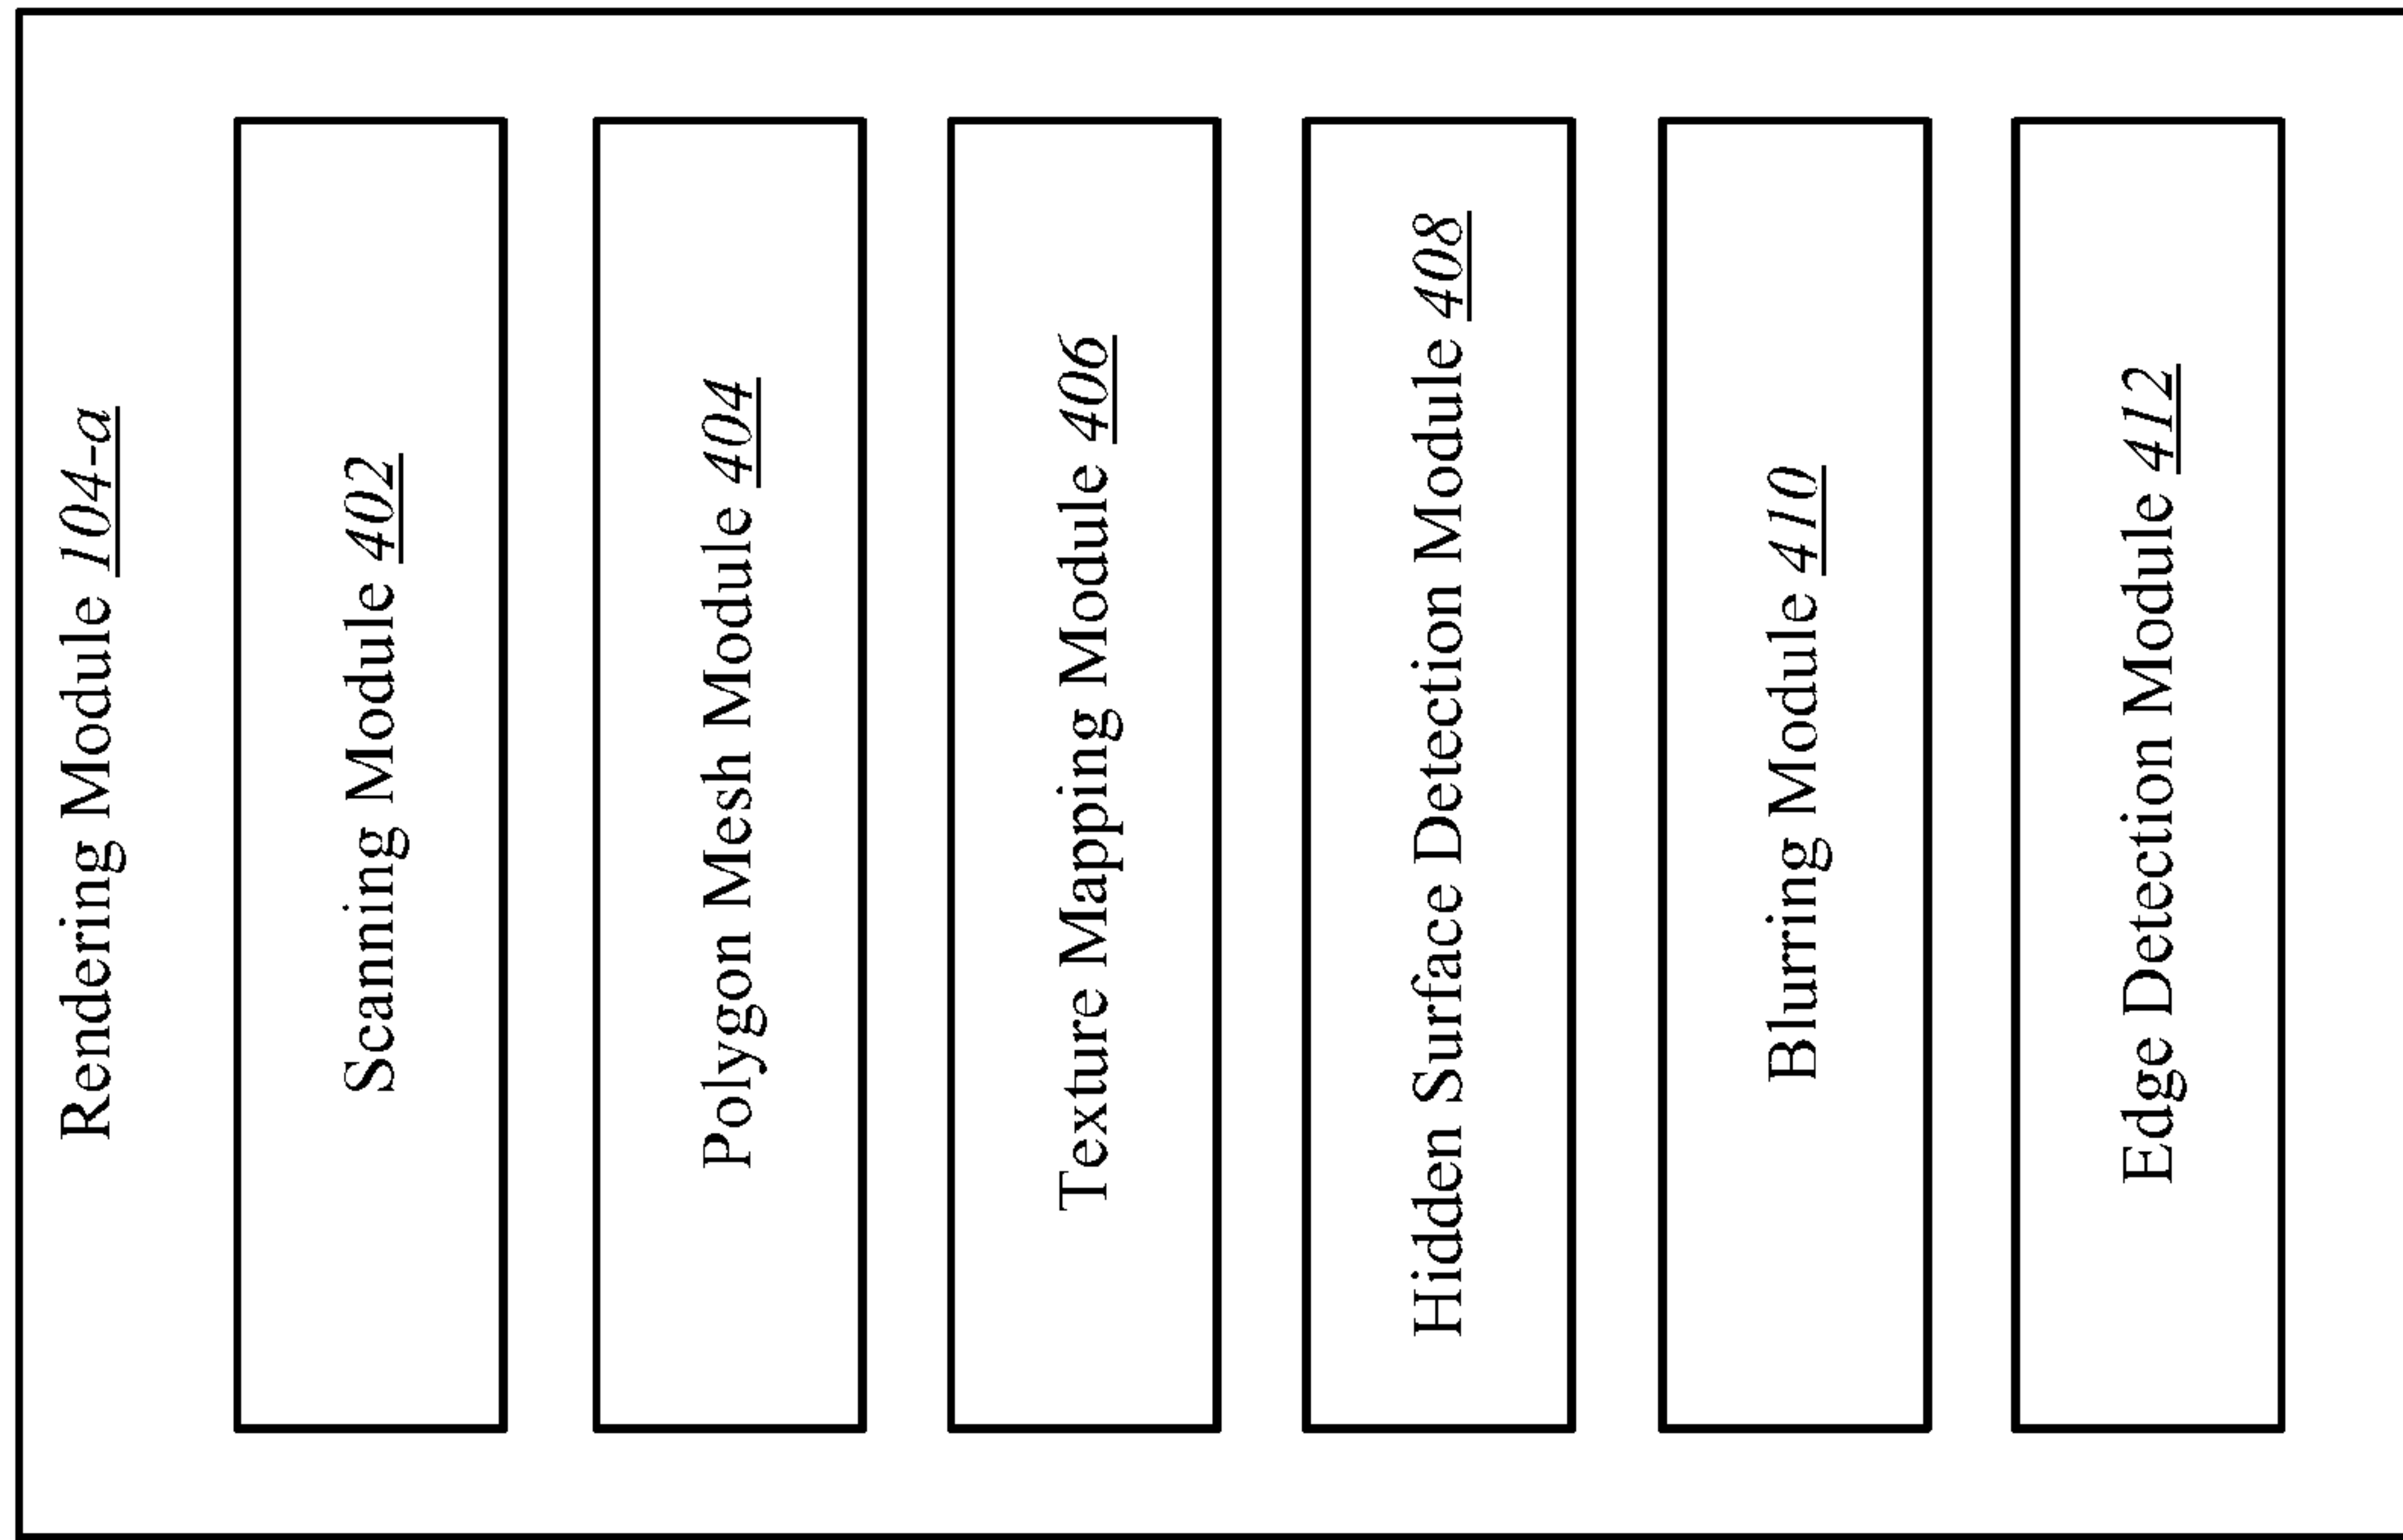 Rendering Module 104-a
Scanning Module 402
Polygon Mesh Module 404
Texture Mapping Module 406
Hidden Surface Detection Module 408
Blurring Module 410
Edge Detection Module 412